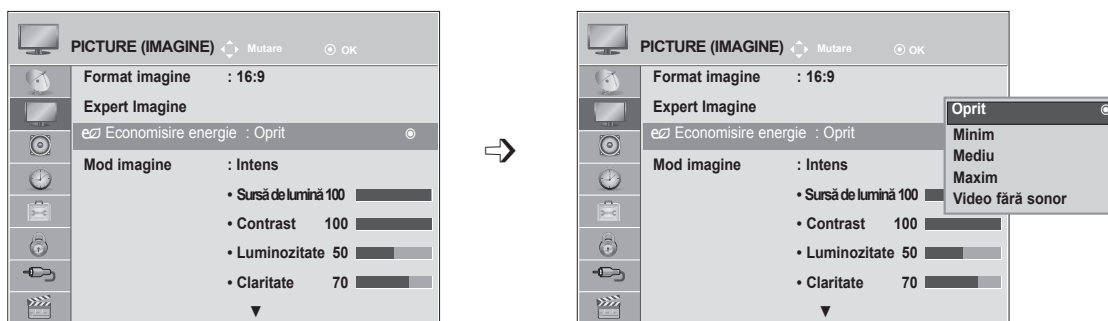 PICTURE (IMAGINE) Mutare OK
Format imagine : 16:9
Expert Imagine
Economisire energie : Oprit
Mod imagine : Intens
• Sursă de lumină 100
• Contrast 100
• Luminozitate 50
• Claritate 70
PICTURE (IMAGINE) Mutare OK
Format imagine : 16:9
Expert Imagine
Economisire energie : Oprit
Mod imagine : Intens
• Sursă de lumină 100
• Contrast 100
• Luminozitate 50
• Claritate 70
Oprit
Minim
Mediu
Maxim
Video fără sonor